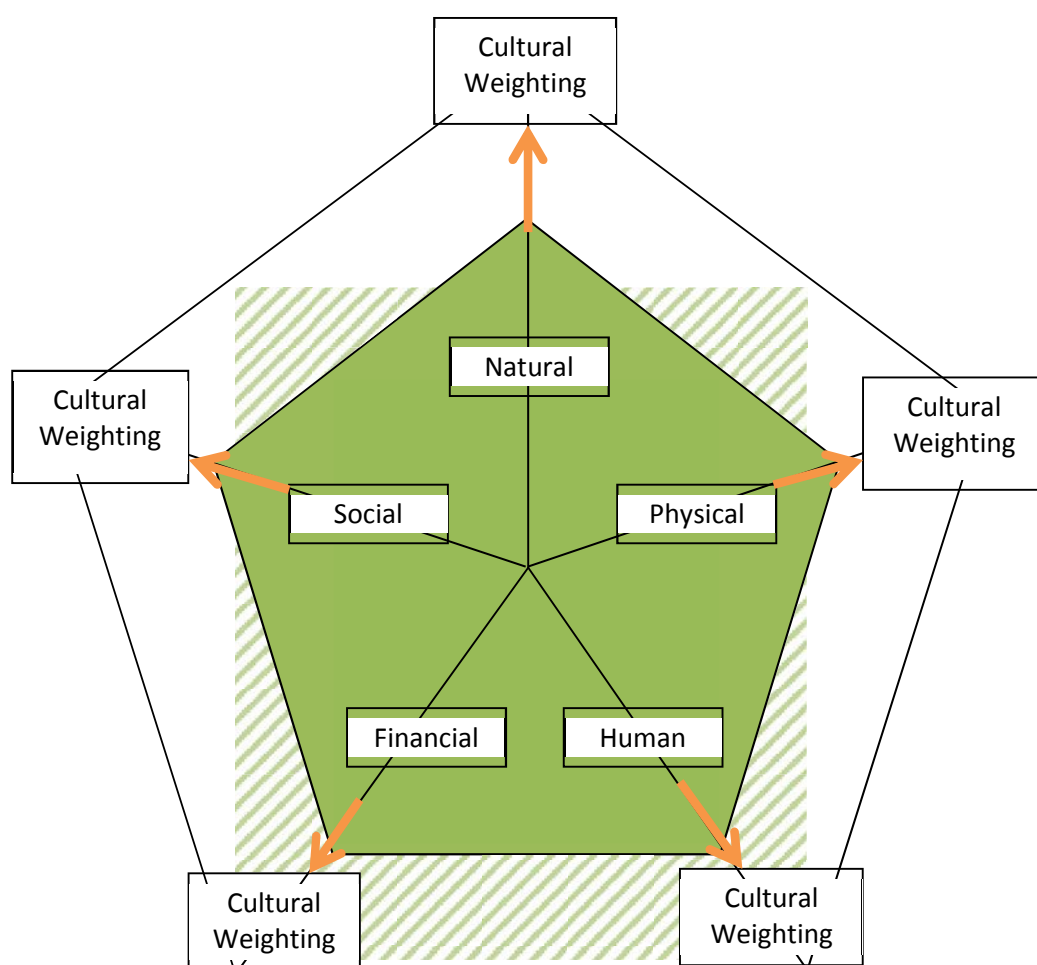 Cultural
Weighting
Natural
Cultural
Weighting
Cultural
Weighting
Social
Physical
Financial
Human
Cultural
Weighting
Cultural
Weighting